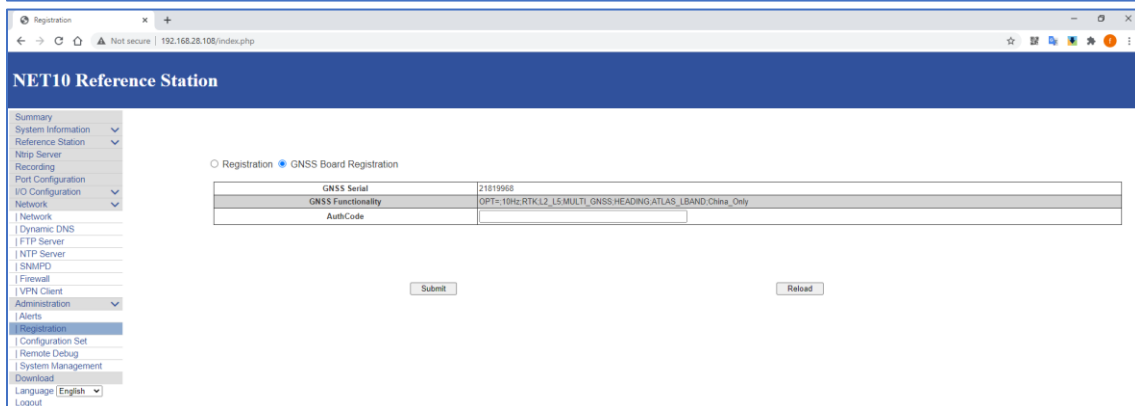 Registration
Not secure | 192.168.28.108/index.php
NET10 Reference Station
Summary
System Information
Reference Station
Ntrip Server
Recording
Port Configuration
I/O Configuration
Network
| Network
| Dynamic DNS
| FTP Server
| NTP Server
| SNMPD
| Firewall
| VPN Client
Administration
| Alerts
| Registration
| Configuration Set
| Remote Debug
| System Management
Download
Language English
Logout
Registration GNSS Board Registration
GNSS Serial 21819968
GNSS Functionality OPT=;10Hz;RTK;L2_L5;MULTI_GNSS;HEADING;ATLAS_LBAND;China_Only
AuthCode
Submit Reload